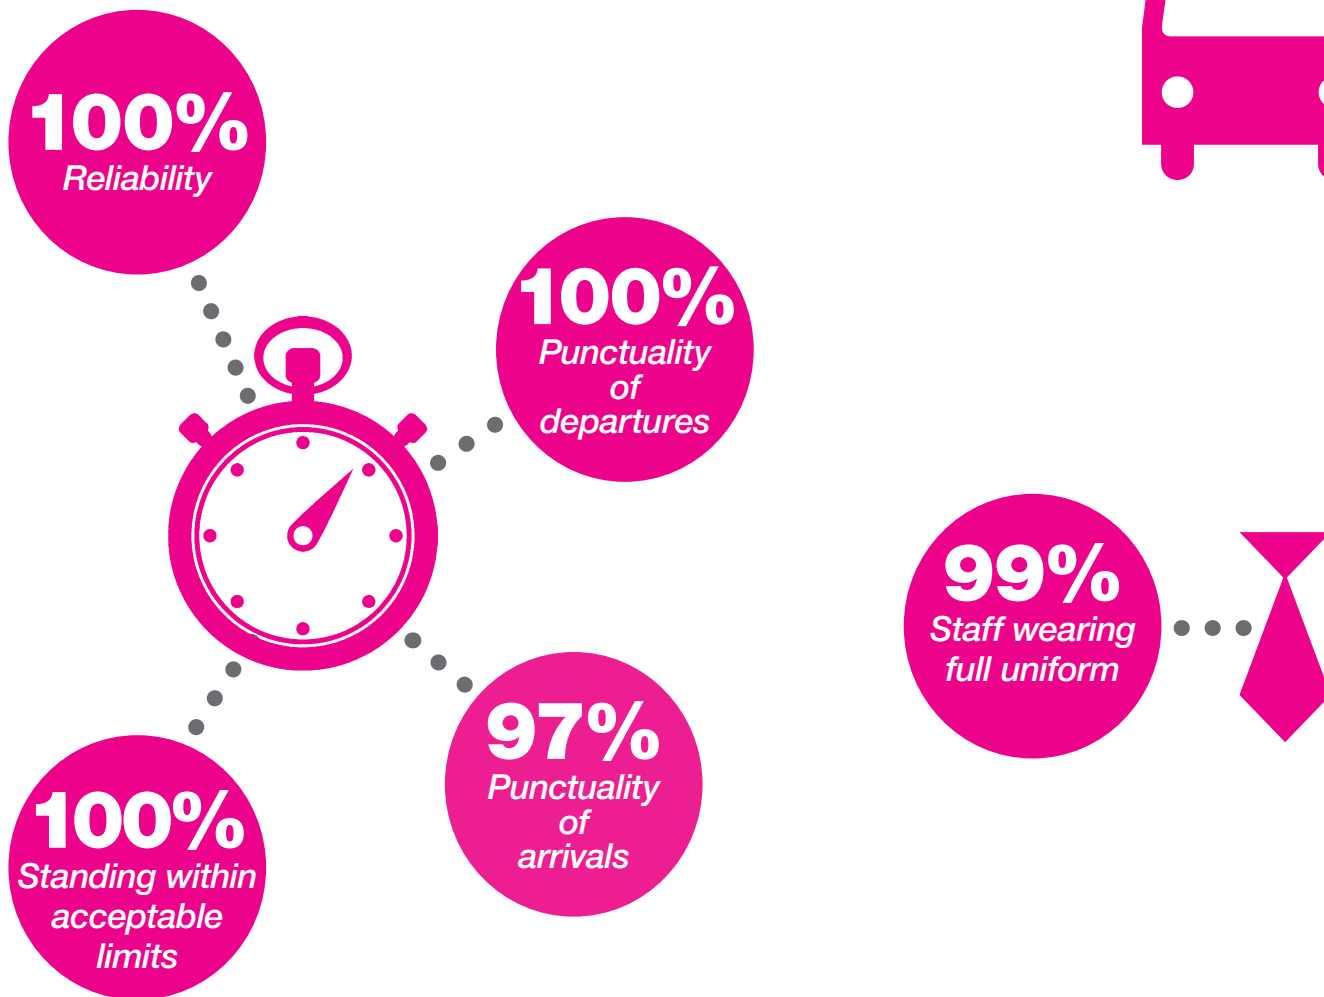 100%
Reliability
100%
Punctuality
of
departures
99%
Staff wearing
full uniform
97%
Punctuality
of
arrivals
100%
Standing within
acceptable
limits